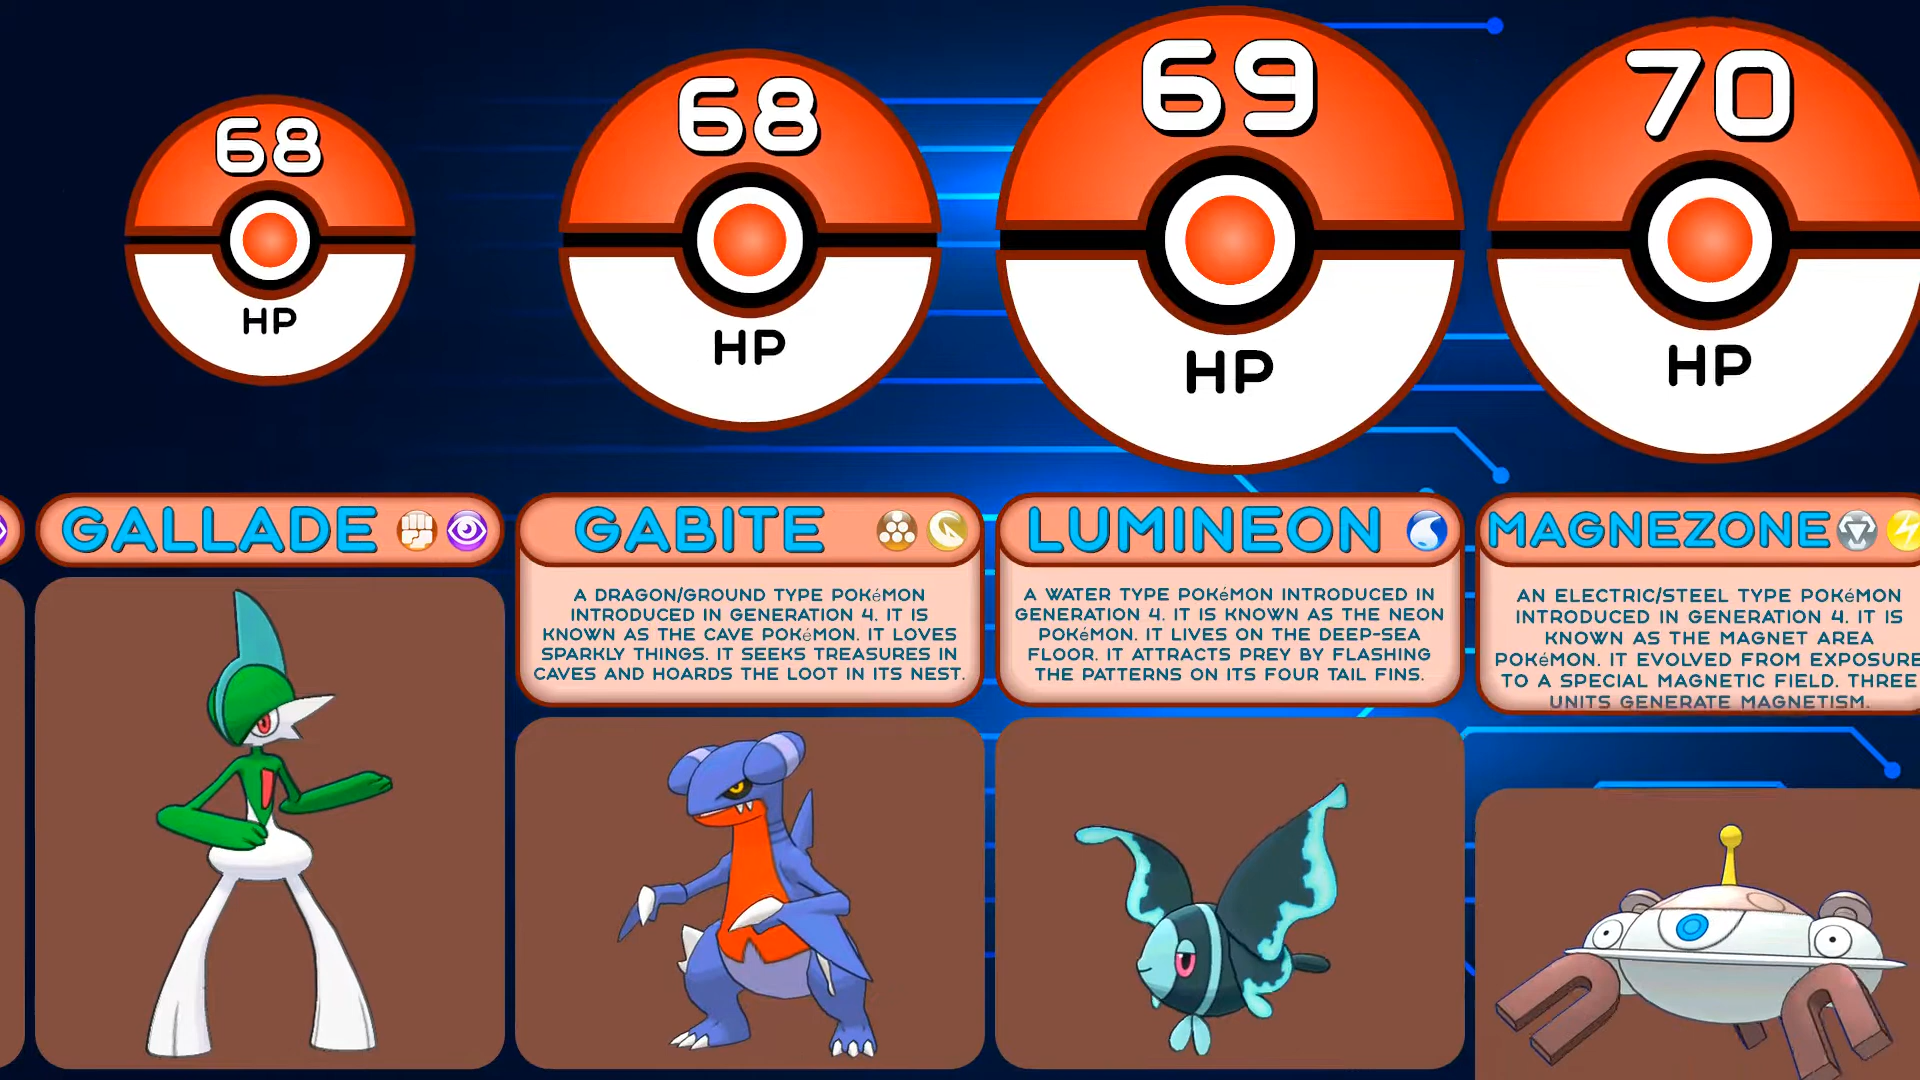 68
HP
68
HP
69
HP
70
HP
GALLADE
GABITE
A DRAGON/GROUND TYPE POKéMON
INTRODUCED IN GENERATION 4. IT IS
KNOWN AS THE CAVE POKéMON. IT LOVES
SPARKLY THINGS. IT SEEKS TREASURES IN
CAVES AND HOARDS THE LOOT IN ITS NEST.
LUMINEON
A WATER TYPE POKéMON INTRODUCED IN
GENERATION 4. IT IS KNOWN AS THE NEON
POKéMON. IT LIVES ON THE DEEP-SEA
FLOOR. IT ATTRACTS PREY BY FLASHING
THE PATTERNS ON ITS FOUR TAIL FINS.
MAGNEZONE
AN ELECTRIC/STEEL TYPE POKéMON
INTRODUCED IN GENERATION 4. IT IS
KNOWN AS THE MAGNET AREA
POKéMON. IT EVOLVED FROM EXPOSURE
TO A SPECIAL MAGNETIC FIELD. THREE
UNITS GENERATE MAGNETISM.